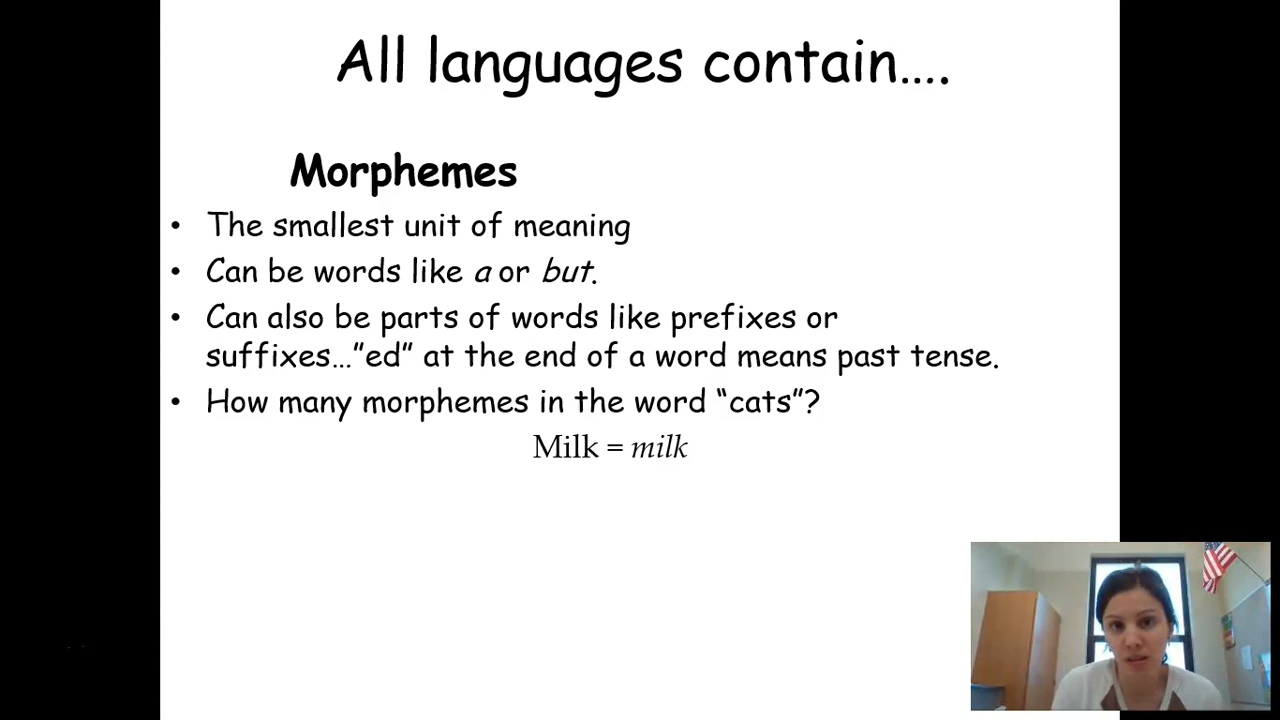 All languages contain….
Morphemes
• The smallest unit of meaning
• Can be words like a or but.
• Can also be parts of words like prefixes or
suffixes…”ed” at the end of a word means past tense.
• How many morphemes in the word “cats”?
Milk = milk